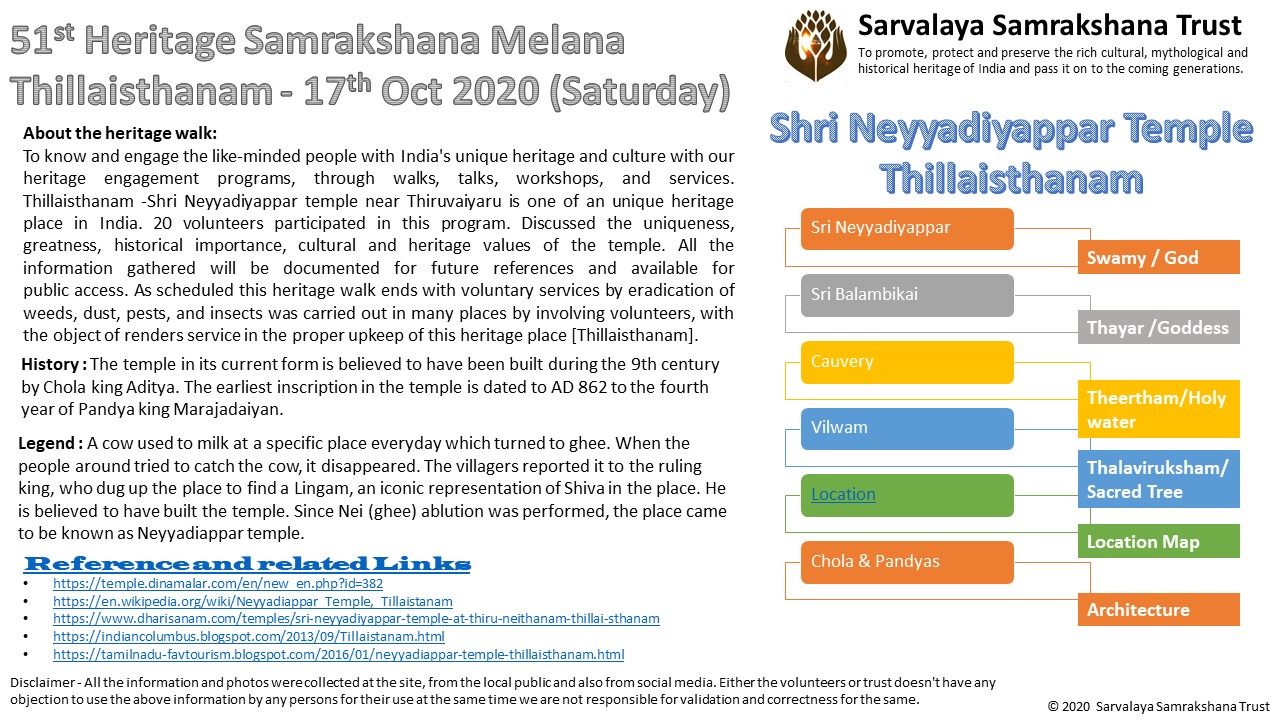 51st Heritage Samrakshana Melana
Thillaisthanam - 17th Oct 2020 (Saturday)
About the heritage walk:
To know and engage the like-minded people with India's unique heritage and culture with our
heritage engagement programs, through walks, talks, workshops, and services.
Thillaisthanam -Shri Neyyadiyappar temple near Thiruvaiyaru is one of an unique heritage
place in India. 20 volunteers participated in this program. Discussed the uniqueness,
greatness, historical importance, cultural and heritage values of the temple. All the
information gathered will be documented for future references and available for
public access. As scheduled this heritage walk ends with voluntary services by eradication of
weeds, dust, pests, and insects was carried out in many places by involving volunteers, with
the object of renders service in the proper upkeep of this heritage place [Thillaisthanam].
History : The temple in its current form is believed to have been built during the 9th century
by Chola king Aditya. The earliest inscription in the temple is dated to AD 862 to the fourth
year of Pandya king Marajadaiyan.
Legend : A cow used to milk at a specific place everyday which turned to ghee. When the
people around tried to catch the cow, it disappeared. The villagers reported it to the ruling
king, who dug up the place to find a Lingam, an iconic representation of Shiva in the place. He
is believed to have built the temple. Since Nei (ghee) ablution was performed, the place came
to be known as Neyyadiappar temple.
Reference and related Links
• https://temple.dinamalar.com/en/new_en.php?id=382
• https://en.wikipedia.org/wiki/Neyyadiappar_Temple,_Tillaistanam
• https://www.dharisanam.com/temples/sri-neyyadiyappar-temple-at-thiru-neithanam-thillai-sthanam
• https://indiancolumbus.blogspot.com/2013/09/Tillaistanam.html
• https://tamilnadu-favtourism.blogspot.com/2016/01/neyyadiappar-temple-thillaisthanam.html
Sarvalaya Samrakshana Trust
To promote, protect and preserve the rich cultural, mythological and
historical heritage of India and pass it on to the coming generations.
Shri Neyyadiyappar Temple
Thillaisthanam
Sri Neyyadiyappar
Swamy / God
Sri Balambikai
Thayar /Goddess
Cauvery
Theertham/Holy
water
Vilwam
Thalaviruksham/
Sacred Tree
Location
Location Map
Chola & Pandyas
Architecture
Disclaimer - All the information and photos were collected at the site, from the local public and also from social media. Either the volunteers or trust doesn't have any
objection to use the above information by any persons for their use at the same time we are not responsible for validation and correctness for the same.
© 2020 Sarvalaya Samrakshana Trust